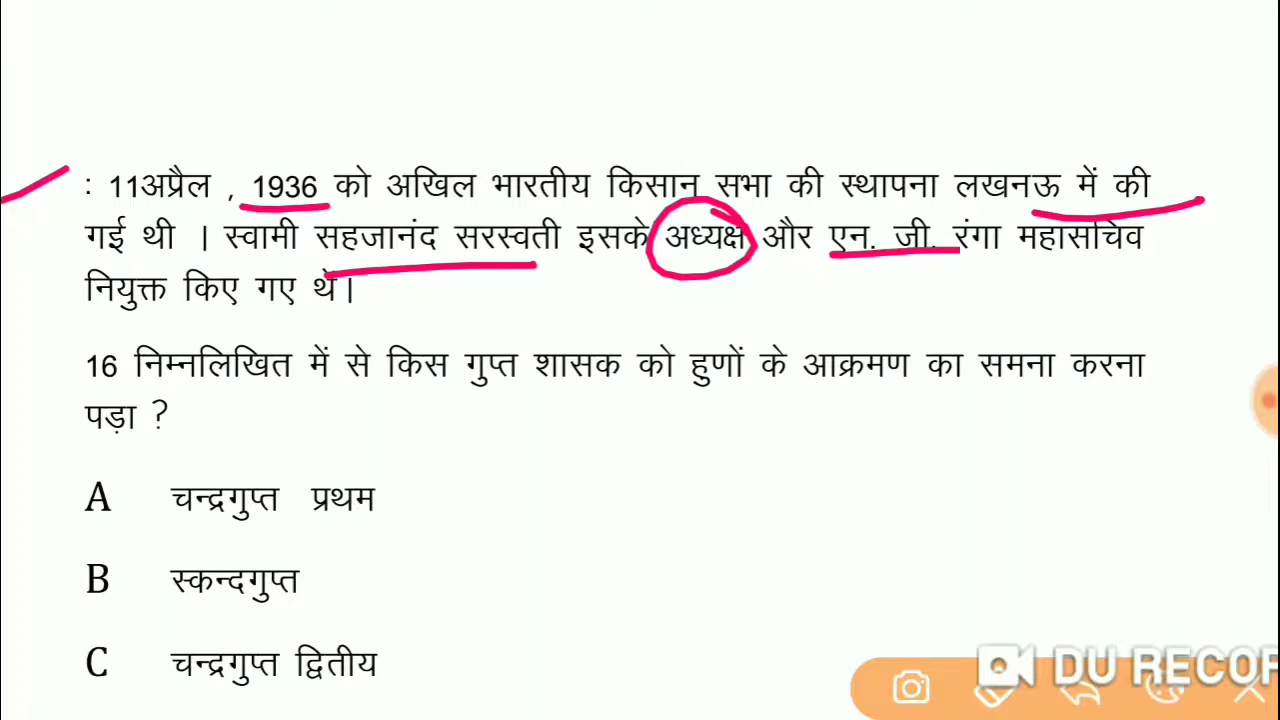 : 11अप्रैल , 1936 को अखिल भारतीय किसान सभा की स्थापना लखनऊ में की
गई थी । स्वामी सहजानंद सरस्वती इसके अध्यक्ष और एन. जी. रंगा महासचिव
नियुक्त किए गए थे।
16 निम्नलिखित में से किस गुप्त शासक को हुणों के आक्रमण का समना करना
पड़ा ?
A चन्द्रगुप्त प्रथम
B स्कन्दगुप्त
C चन्द्रगुप्त द्वितीय
DU RECOR